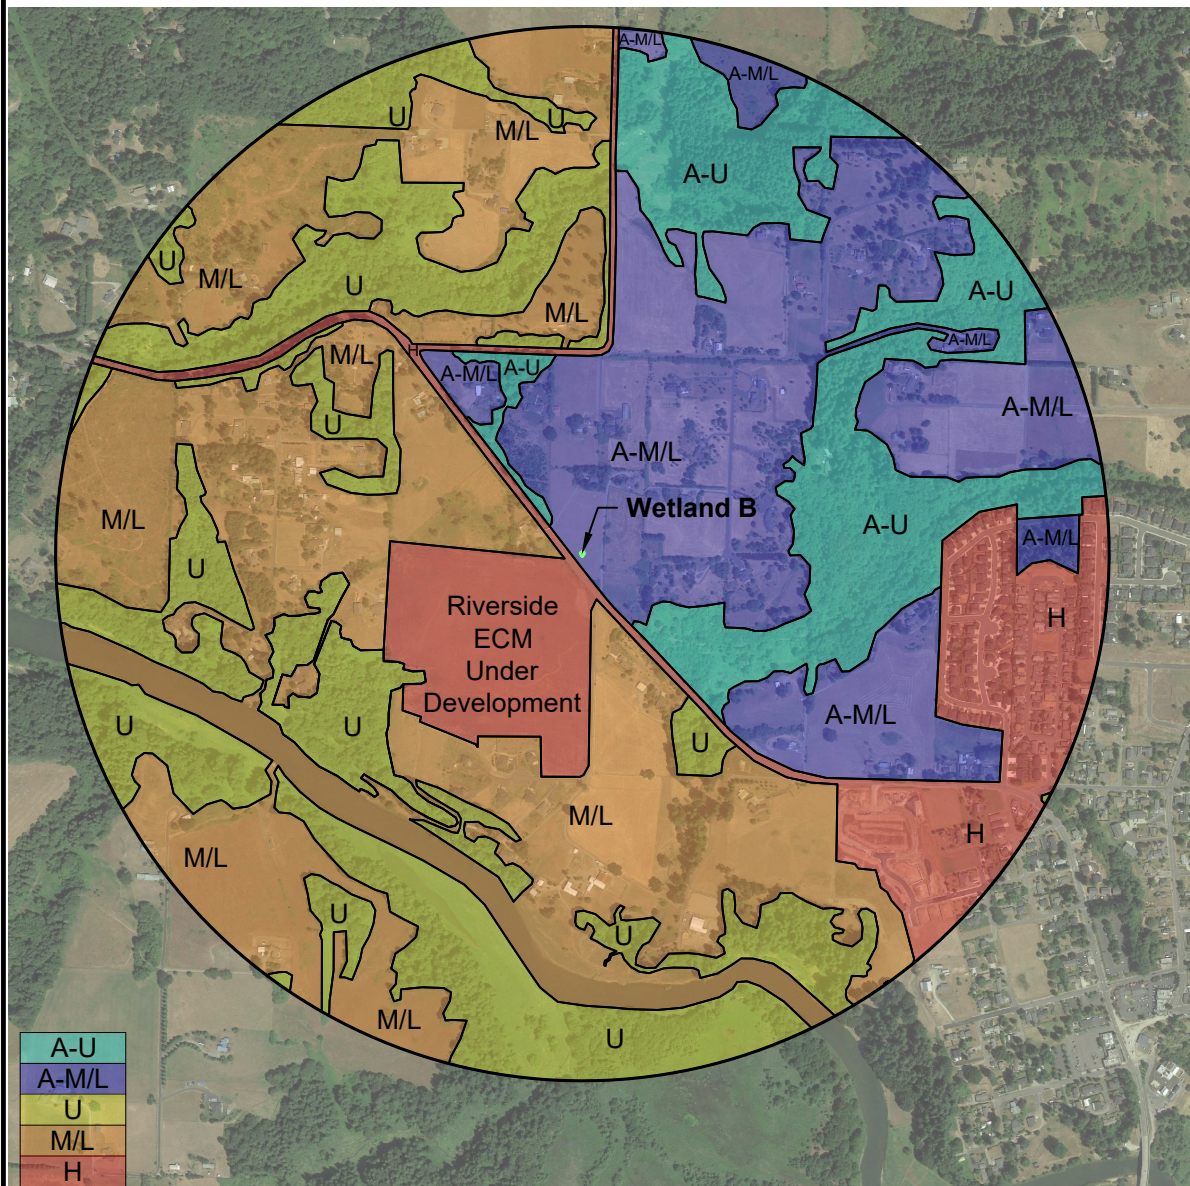 A-M/L
A-M/L
U
U
M/L
A-U
U
M/L
U
A-U
M/L
A-M/L
H
M/L
A-M/L
A-U
A-M/L
U
A-M/L
Wetland B
M/L
A-U
A-M/L
U
Riverside
ECM
Under
Development
H
U
U
A-M/L
U
M/L
H
M/L
U
U
M/L
U
A-U
A-M/L
U
M/L
H